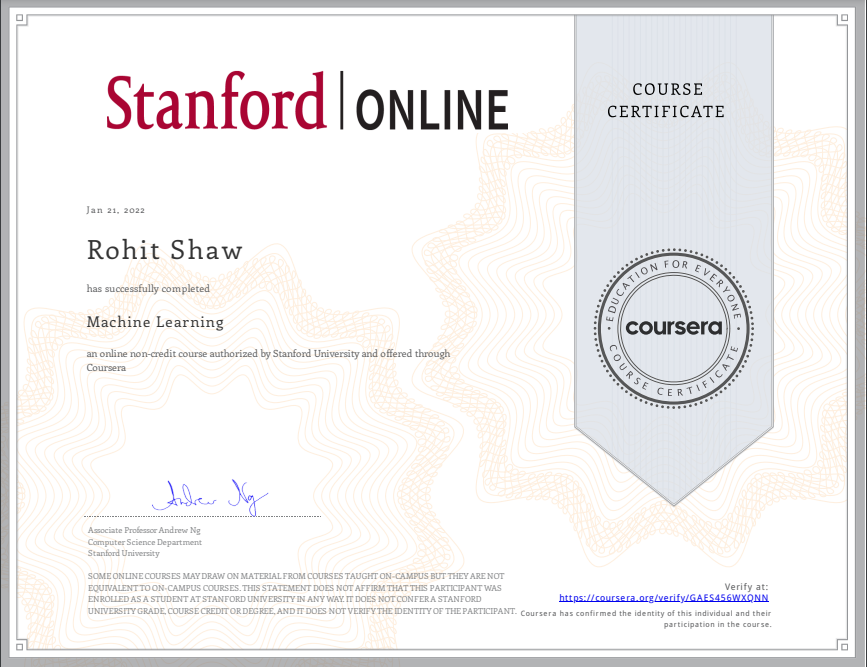 Stanford | ONLINE
COURSE
CERTIFICATE
Jan 21, 2022
Rohit Shaw
has successfully completed
Machine Learning
an online non-credit course authorized by Stanford University and offered through
Coursera
EDUCATION FOR EVERYONE
coursera
COURSE CERTIFICATE
Andrew Ng
Associate Professor Andrew Ng
Computer Science Department
Stanford University
SOME ONLINE COURSES MAY DRAW ON MATERIAL FROM COURSES TAUGHT ON-CAMPUS BUT THEY ARE NOT
EQUIVALENT TO ON-CAMPUS COURSES. THIS STATEMENT DOES NOT AFFIRM THAT THIS PARTICIPANT WAS
ENROLLED AS A STUDENT AT STANFORD UNIVERSITY IN ANY WAY. IT DOES NOT CONFER A STANFORD
UNIVERSITY GRADE, COURSE CREDIT OR DEGREE, AND IT DOES NOT VERIFY THE IDENTITY OF THE PARTICIPANT.
Verify at:
https://coursera.org/verify/GAES456WXQNN
Coursera has confirmed the identity of this individual and their
participation in the course.